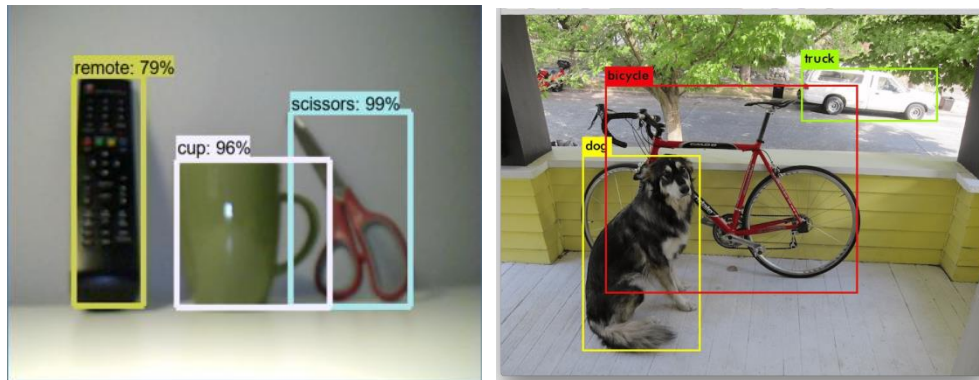 remote: 79%
scissors: 99%
cup: 96%
truck
bicycle
dog